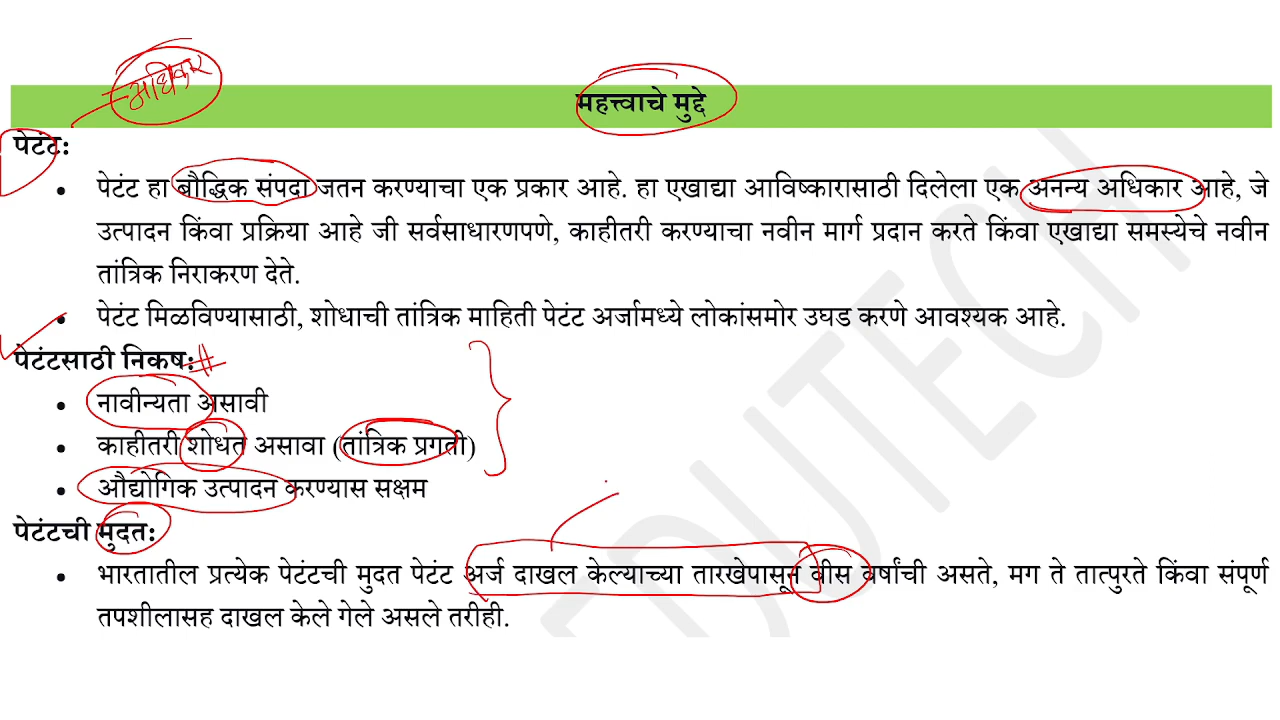 अधिकार
महत्त्वाचे मुद्दे
पेटंट:
• पेटंट हा बौद्धिक संपदा जतन करण्याचा एक प्रकार आहे. हा एखाद्या आविष्कारासाठी दिलेला एक अनन्य अधिकार आहे, जे
उत्पादन किंवा प्रक्रिया आहे जी सर्वसाधारणपणे, काहीतरी करण्याचा नवीन मार्ग प्रदान करते किंवा एखाद्या समस्येचे नवीन
तांत्रिक निराकरण देते.
• पेटंट मिळविण्यासाठी, शोधाची तांत्रिक माहिती पेटंट अर्जामध्ये लोकांसमोर उघड करणे आवश्यक आहे.
पेटंटसाठी निकष:
• नावीन्यता असावी
• काहीतरी शोधत असावा (तांत्रिक प्रगती)
• औद्योगिक उत्पादन करण्यास सक्षम
पेटंटची मुदत:
• भारतातील प्रत्येक पेटंटची मुदत पेटंट अर्ज दाखल केल्याच्या तारखेपासून वीस वर्षांची असते, मग ते तात्पुरते किंवा संपूर्ण
तपशीलासह दाखल केले गेले असले तरीही.
DUTECH